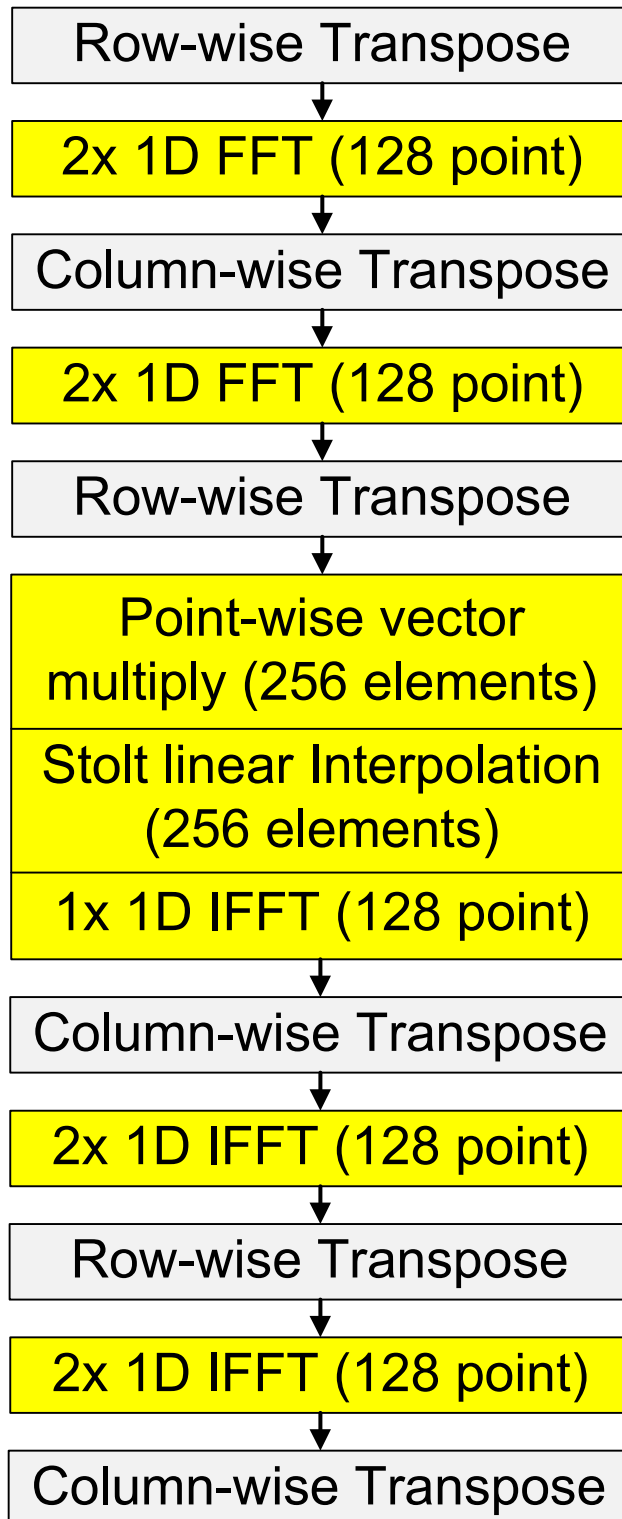 Row-wise Transpose
2x 1D FFT (128 point)
Column-wise Transpose
2x 1D FFT (128 point)
Row-wise Transpose
Point-wise vector
multiply (256 elements)
Stolt linear Interpolation
(256 elements)
1x 1D IFFT (128 point)
Column-wise Transpose
2x 1D IFFT (128 point)
Row-wise Transpose
2x 1D IFFT (128 point)
Column-wise Transpose